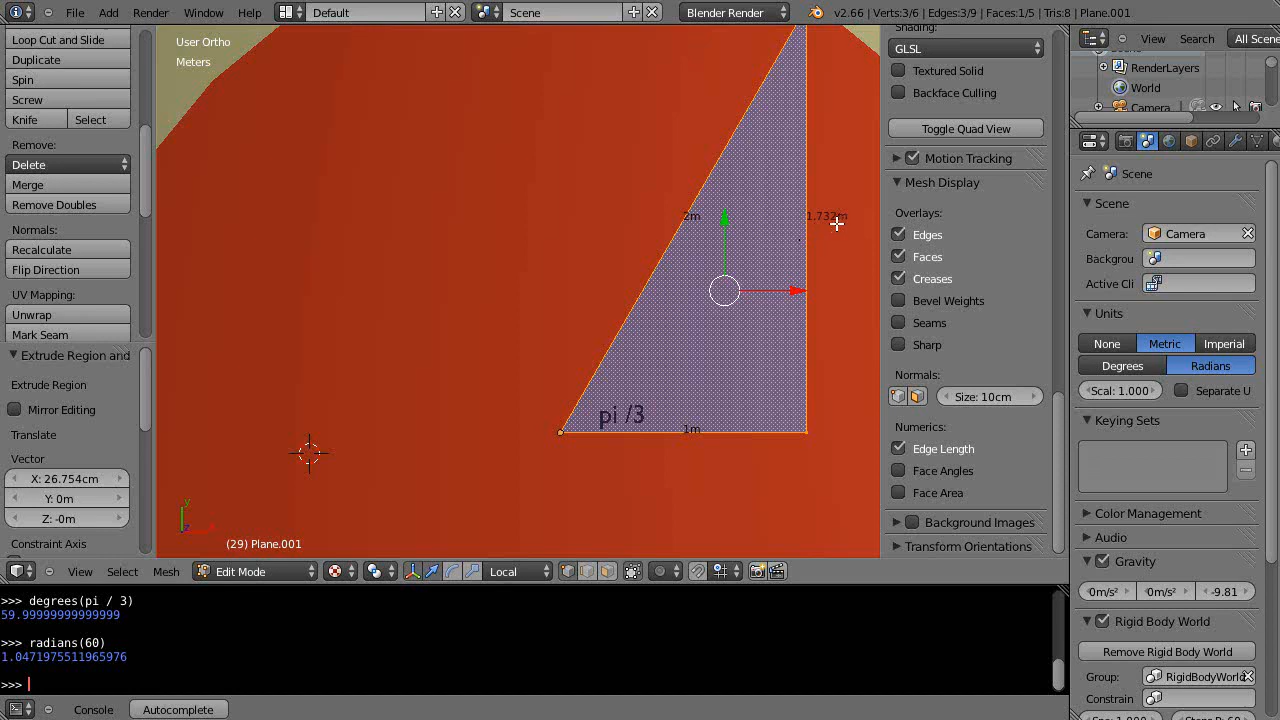 File Add Render Window Help Default Scene Blender Render v2.66 | Verts:3/6 | Edges:3/9 | Faces:1/5 | Tris:8 | Plane.001
Loop Cut and Slide
Duplicate
Spin
Screw
Knife Select
Remove:
Delete
Merge
Remove Doubles
Normals:
Recalculate
Flip Direction
UV Mapping:
Unwrap
Mark Seam
Extrude Region and
Extrude Region
Mirror Editing
Translate
Vector
X: 26.754cm
Y: 0m
Z: -0m
Constraint Axis
User Ortho
Meters
2m
1.732m
pi /3
1m
y
z
(29) Plane.001
Shading:
GLSL
Textured Solid
Backface Culling
Toggle Quad View
Motion Tracking
Mesh Display
Overlays:
Edges
Faces
Creases
Bevel Weights
Seams
Sharp
Normals:
Size: 10cm
Numerics:
Edge Length
Face Angles
Face Area
Background Images
Transform Orientations
View Select Mesh Edit Mode Local
>>> degrees(pi / 3)
59.99999999999999
>>> radians(60)
1.0471975511965976
>>>
Console Autocomplete
View Search All Scene
RenderLayers
World
Camera
Scene
Scene
Camera: Camera
Backgrou
Active Cli
Units
None Metric Imperial
Degrees Radians
Scal: 1.000 Separate U
Keying Sets
Color Management
Audio
Gravity
0m/s² 0m/s² -9.81
Rigid Body World
Remove Rigid Body World
Group: RigidBodyWorld
Constrain